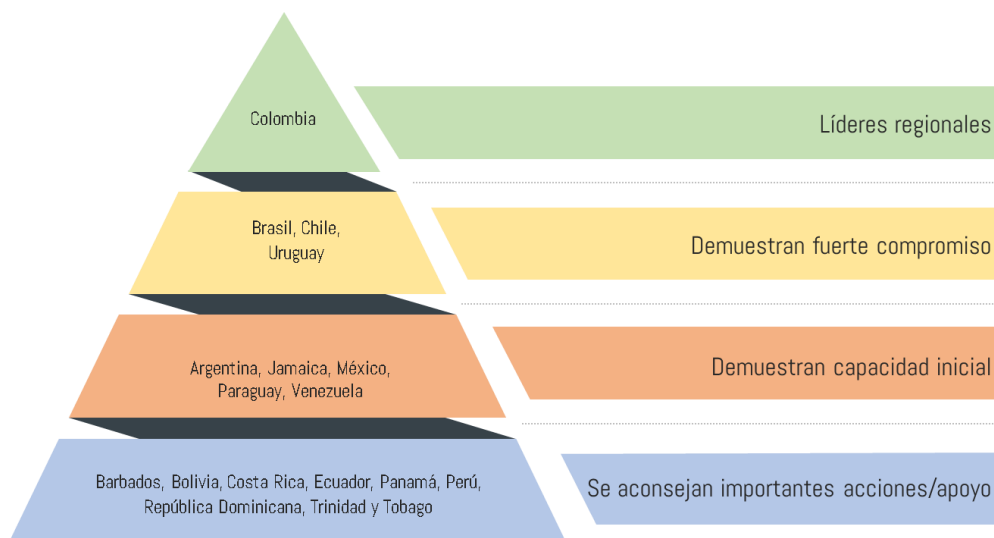 Colombia
Líderes regionales
Brasil, Chile,
Uruguay
Demuestran fuerte compromiso
Argentina, Jamaica, México,
Paraguay, Venezuela
Demuestran capacidad inicial
Barbados, Bolivia, Costa Rica, Ecuador, Panamá, Perú,
República Dominicana, Trinidad y Tobago
Se aconsejan importantes acciones/apoyo